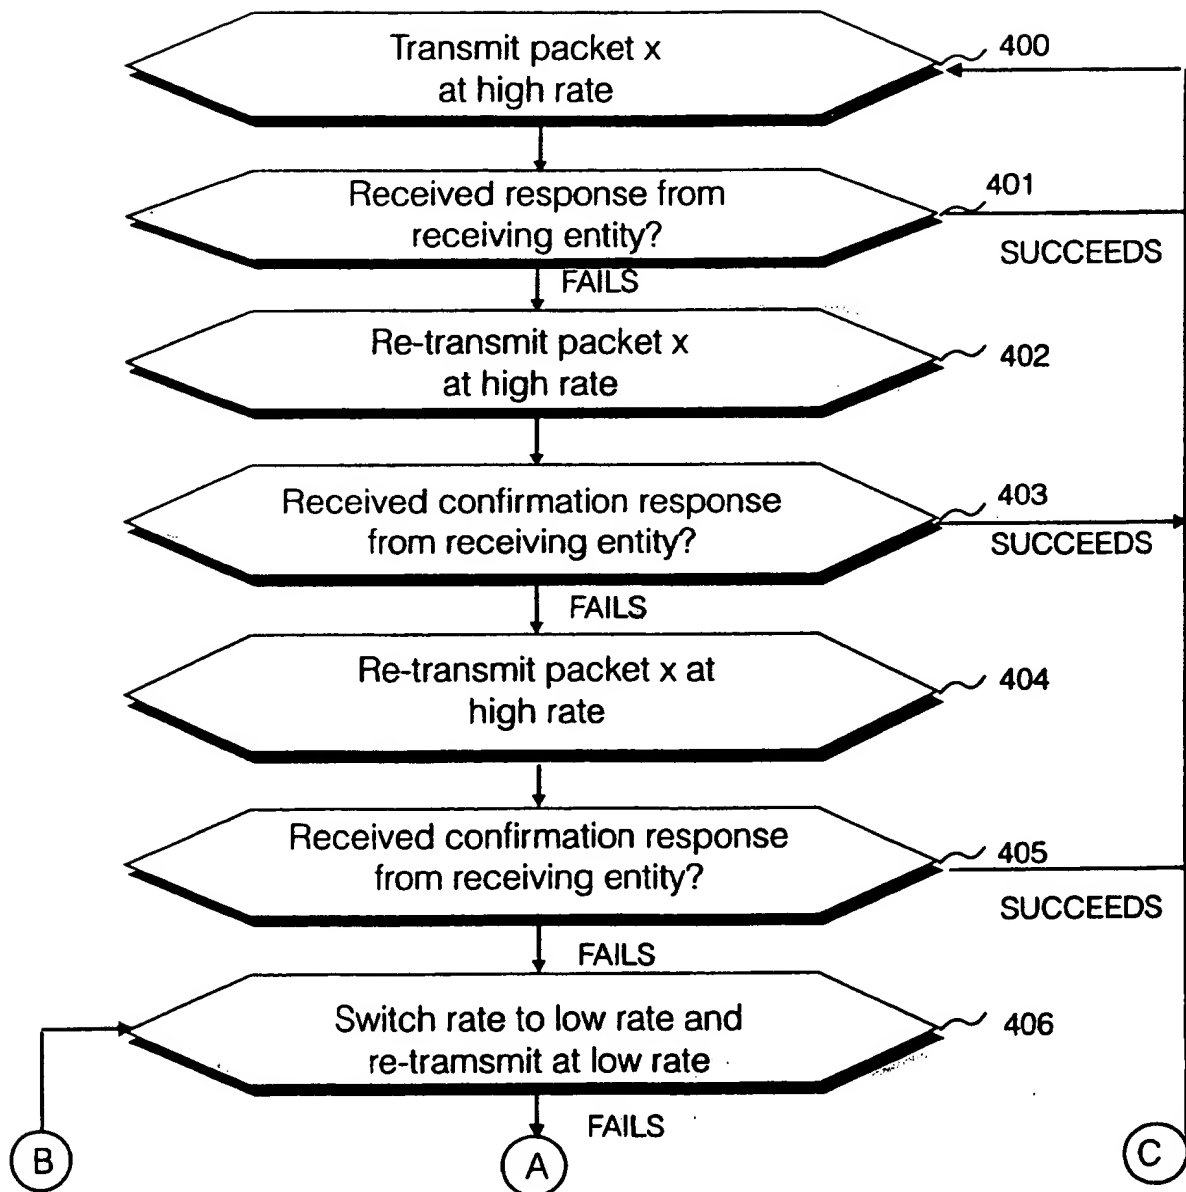 Transmit packet x
at high rate
400
Received response from
receiving entity?
401
SUCCEEDS
FAILS
Re-transmit packet x
at high rate
402
Received confirmation response
from receiving entity?
403
SUCCEEDS
FAILS
Re-transmit packet x at
high rate
404
Received confirmation response
from receiving entity?
405
SUCCEEDS
FAILS
Switch rate to low rate and
re-tramsmit at low rate
406
FAILS
B
A
C